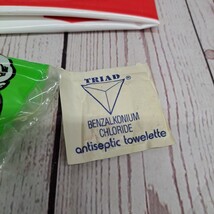 TRIAD
®
BENZALKONIUM
CHLORIDE
antiseptic towelette